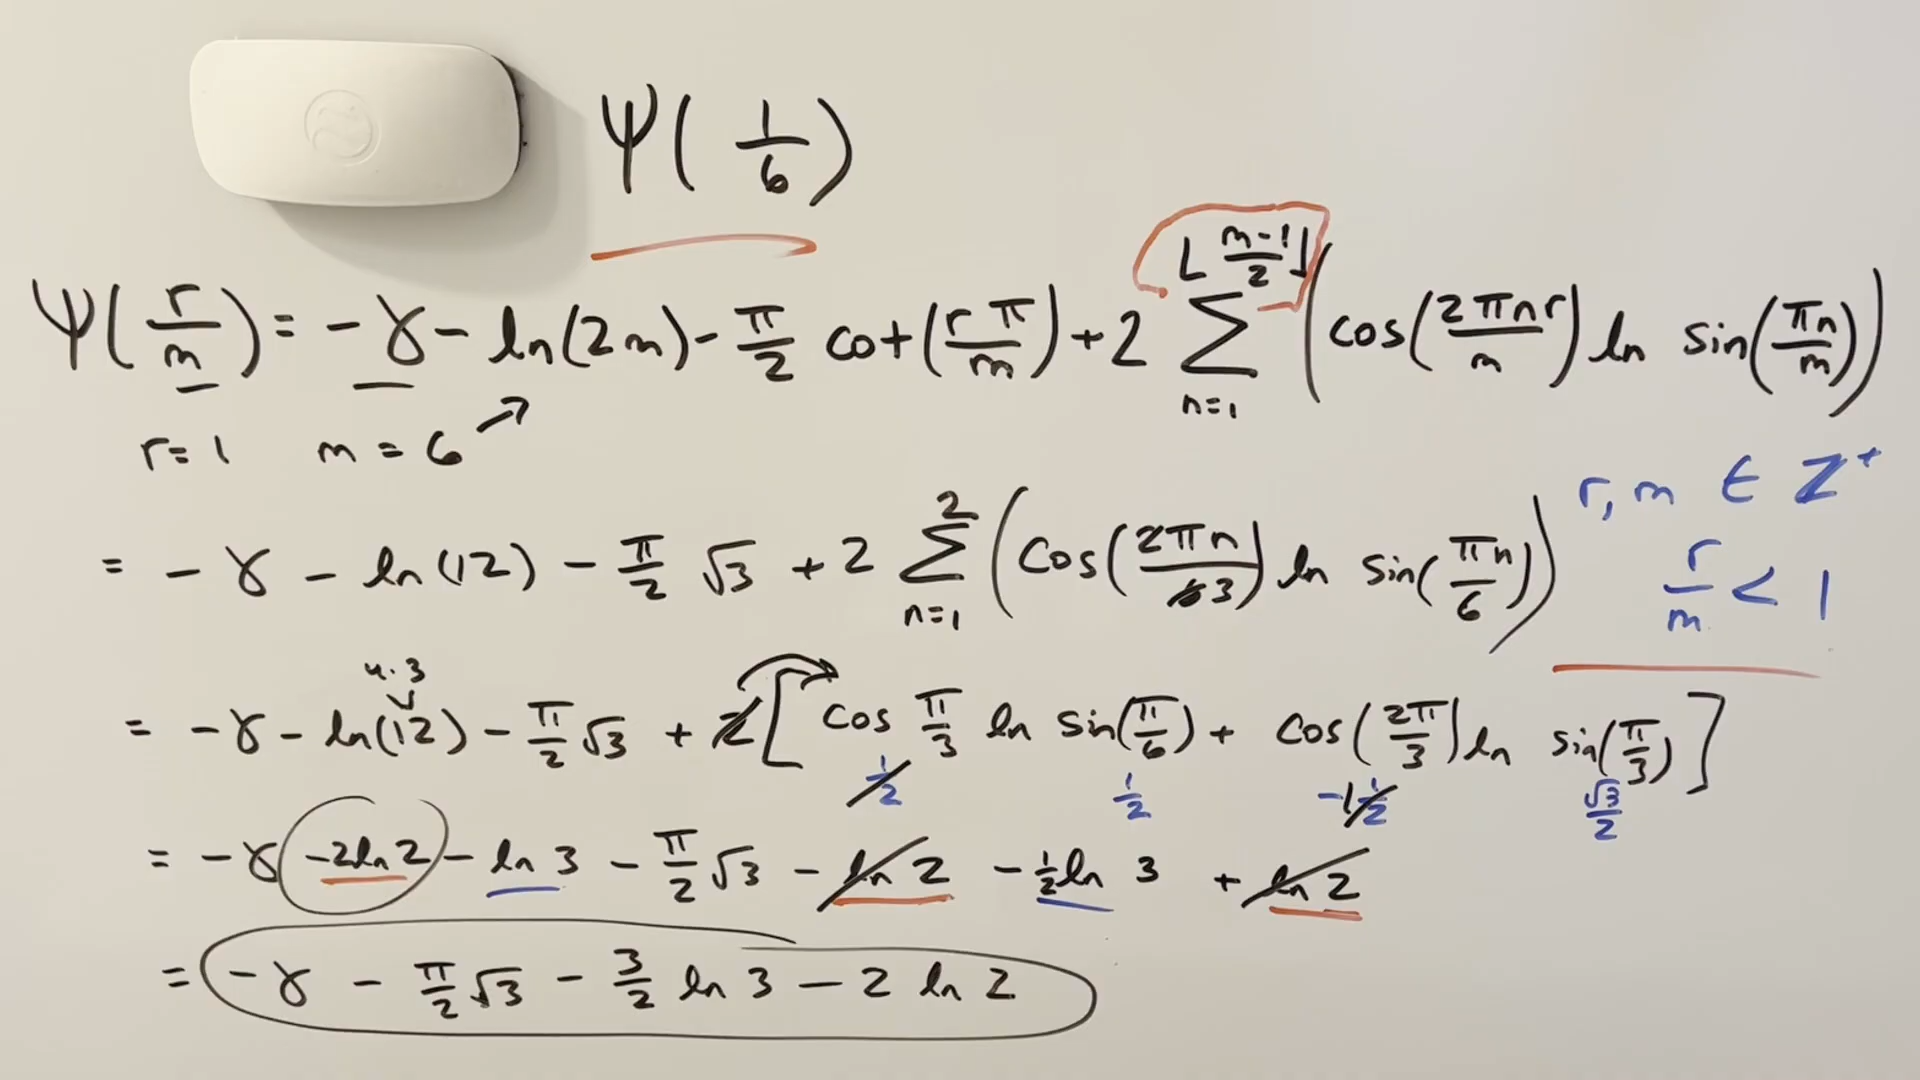 Ψ(1/6)
Ψ(r/m) = -γ - ln(2m) - π/2 cot(rπ/m) + 2 ∑_{n=1}^{⌊(m-1)/2⌋} (cos(2πnr/m) ln sin(πn/m))
r=1 m=6 ↗
r, m ∈ Z⁺
= -γ - ln(12) - π/2 √3 + 2 ∑_{n=1}^{2} (cos(2πn/63) ln sin(πn/6))
r/m < 1
4·3
= -γ - ln(12) - π/2 √3 + 2[cos π/3 ln sin(π/6) + cos(2π/3) ln sin(π/3)]
1/2 1/2 -1 1/2 √3/2
= -γ -2ln2 - ln 3 - π/2 √3 - ln 2 - 1/2 ln 3 + ln 2
= -γ - π/2 √3 - 3/2 ln 3 - 2 ln 2